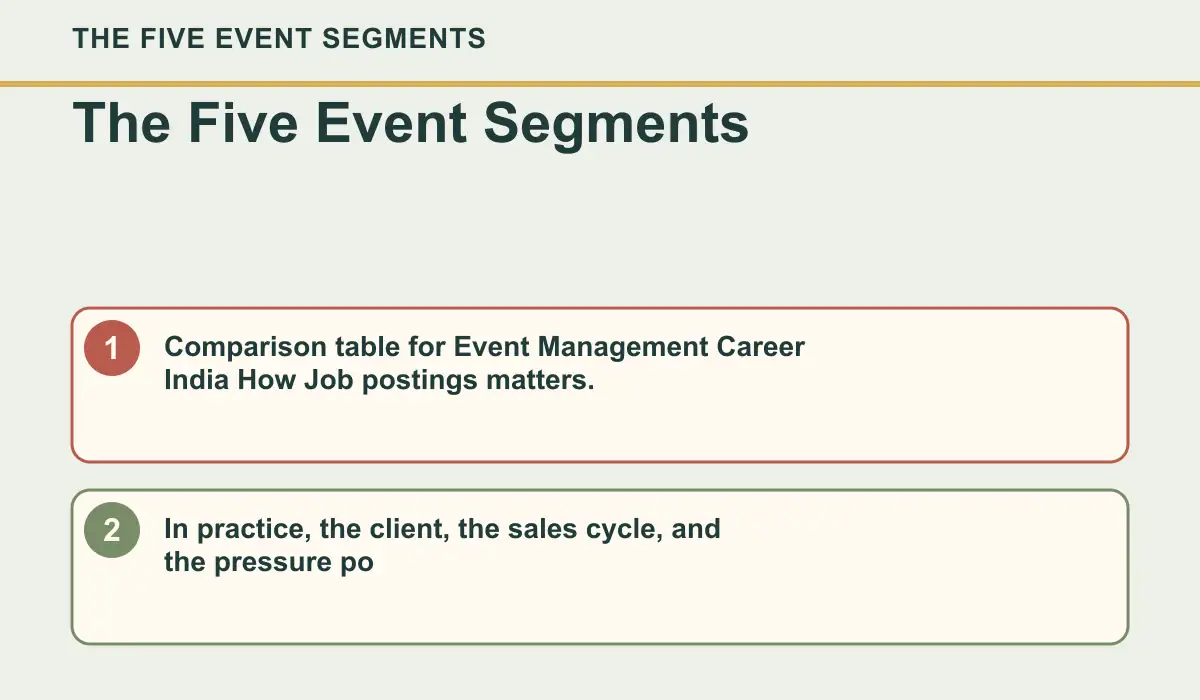 THE FIVE EVENT SEGMENTS
The Five Event Segments
1
Comparison table for Event Management Career
India How Job postings matters.
2
In practice, the client, the sales cycle, and
the pressure po